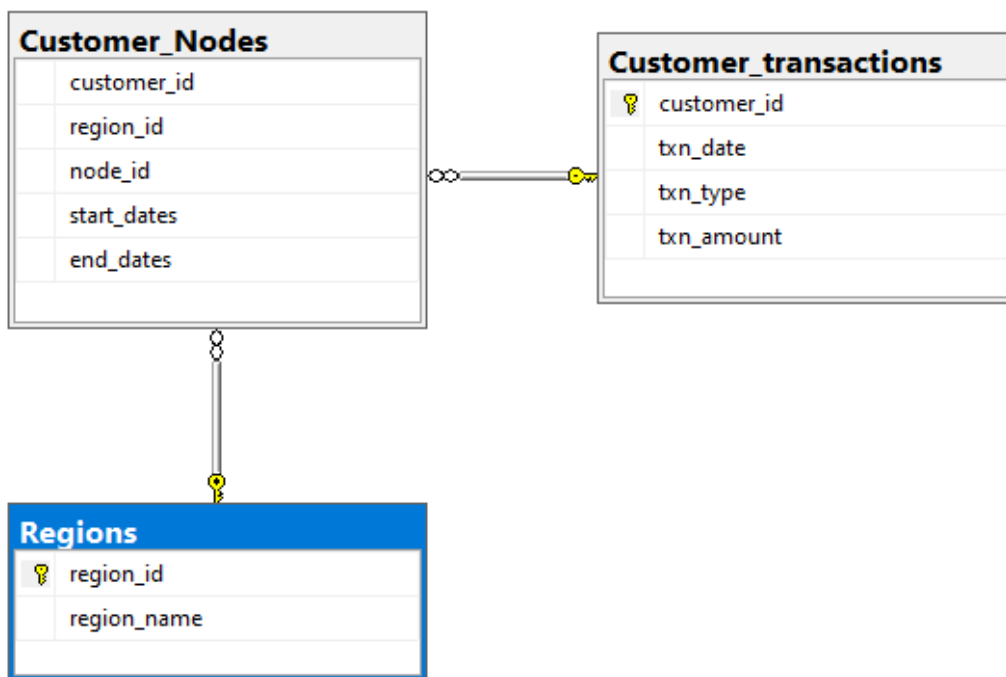 Customer_Nodes
customer_id
region_id
node_id
start_dates
end_dates
Customer_transactions
customer_id
txn_date
txn_type
txn_amount
Regions
region_id
region_name